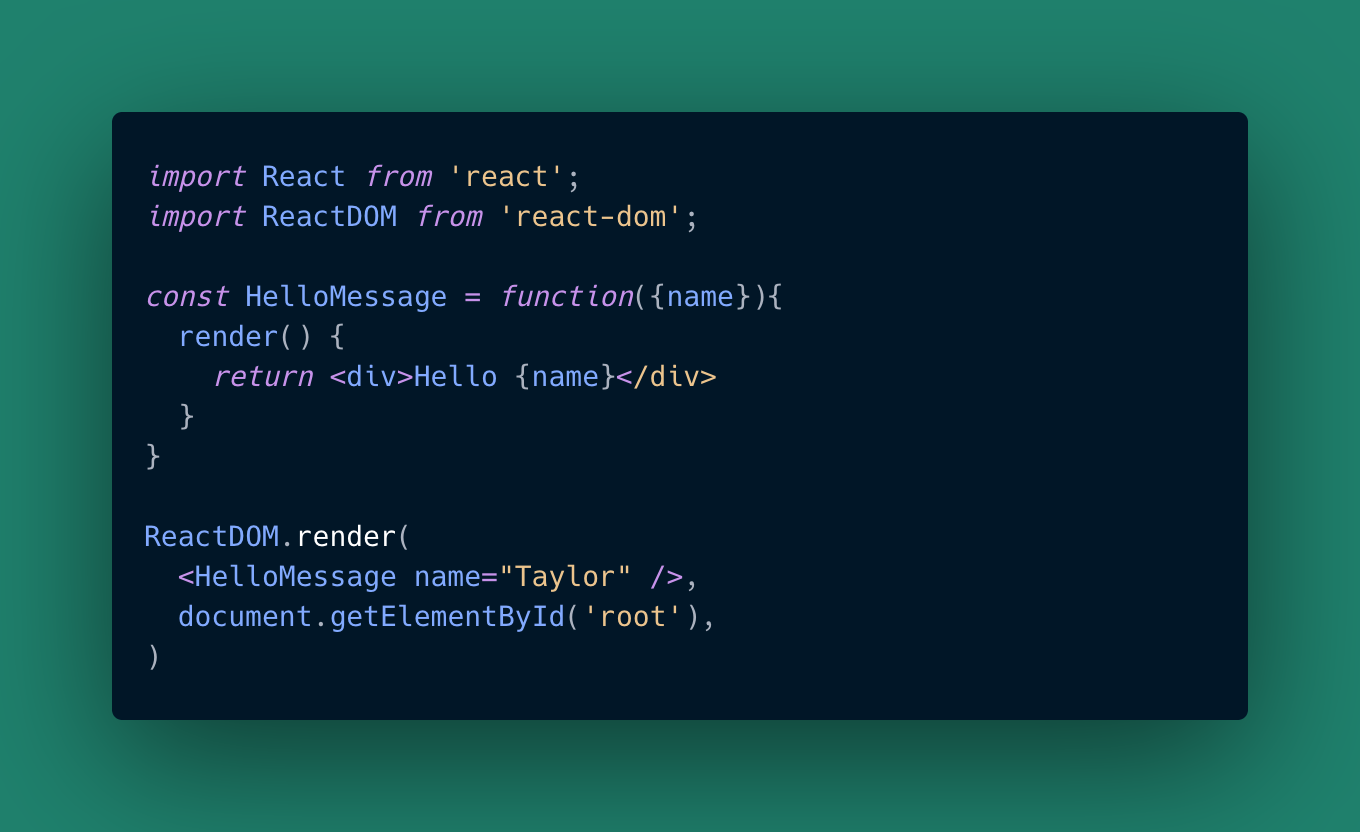 import React from 'react';
import ReactDOM from 'react-dom';

const HelloMessage = function({name}){
  render() {
    return <div>Hello {name}</div>
  }
}

ReactDOM.render(
  <HelloMessage name="Taylor" />,
  document.getElementById('root'),
)